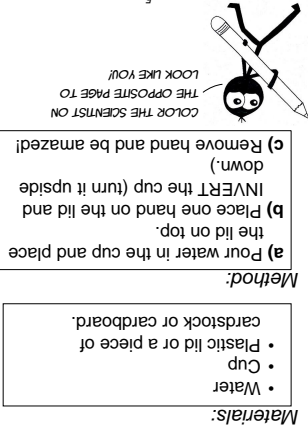 Materials:
• Water
• Cup
• Plastic lid or a piece of
cardstock or cardboard.
Method:
a) Pour water in the cup and place
the lid on top.
b) Place one hand on the lid and
INVERT the cup (turn it upside
down.)
c) Remove hand and be amazed!
COLOR THE SCIENTIST ON
THE OPPOSITE PAGE TO
LOOK LIKE YOU!